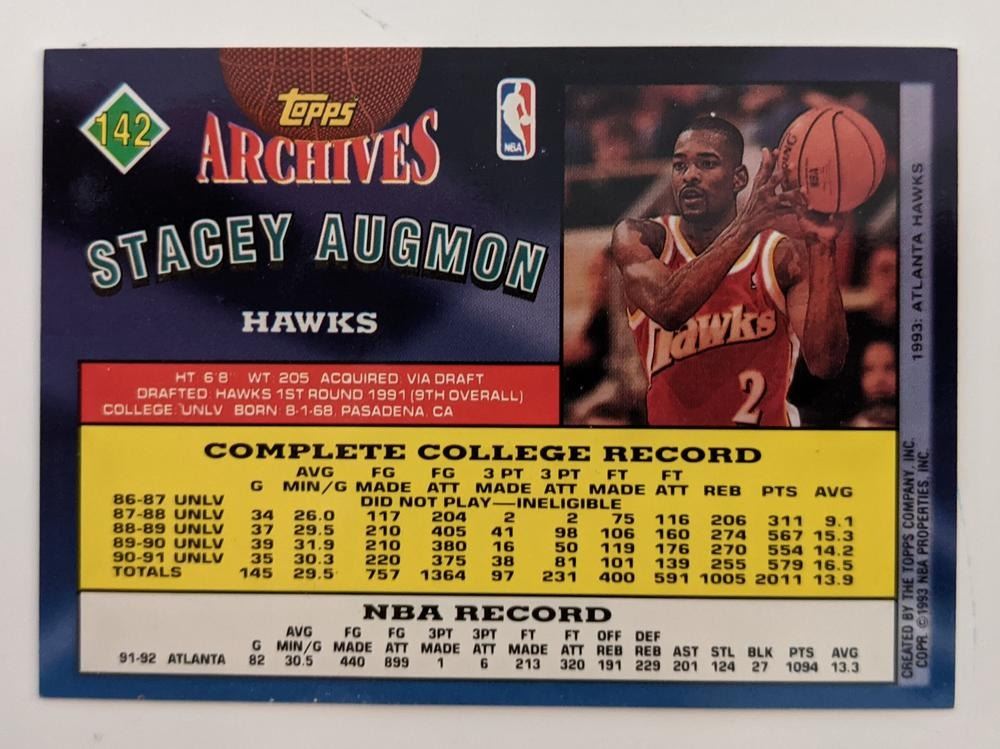 142
Topps
ARCHIVES
NBA
STACEY AUGMON
HAWKS
HT 6'8" WT 205 ACQUIRED: VIA DRAFT
DRAFTED: HAWKS 1ST ROUND 1991 (9TH OVERALL)
COLLEGE: UNLV BORN: 8-1-68, PASADENA, CA
Hawks
2
1993: ATLANTA HAWKS
COMPLETE COLLEGE RECORD
AVG FG FG 3 PT 3 PT FT FT
G MIN/G MADE ATT MADE ATT MADE ATT REB PTS AVG
86-87 UNLV DID NOT PLAY—INELIGIBLE
87-88 UNLV 34 26.0 117 204 2 2 75 116 206 311 9.1
88-89 UNLV 37 29.5 210 405 41 98 106 160 274 567 15.3
89-90 UNLV 39 31.9 210 380 16 50 119 176 270 554 14.2
90-91 UNLV 35 30.3 220 375 38 81 101 139 255 579 16.5
TOTALS 145 29.5 757 1364 97 231 400 591 1005 2011 13.9
NBA RECORD
AVG FG FG 3PT 3PT FT FT OFF DEF
G MIN/G MADE ATT MADE ATT MADE ATT REB REB AST STL BLK PTS AVG
91-92 ATLANTA 82 30.5 440 899 1 6 213 320 191 229 201 124 27 1094 13.3
CREATED BY THE TOPPS COMPANY, INC.
COPR. ©1993 NBA PROPERTIES, INC.